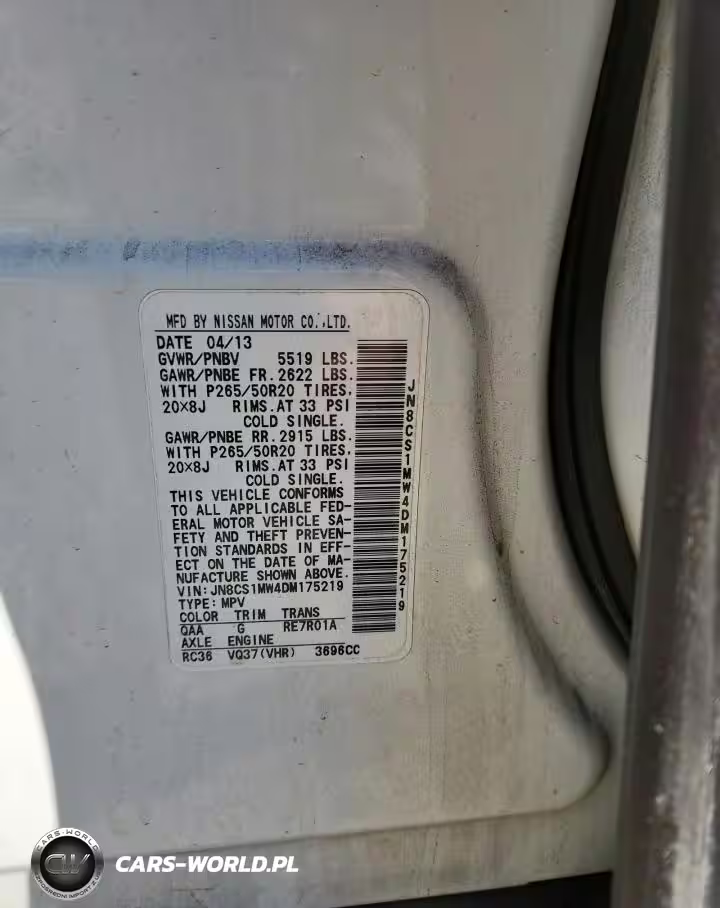 MFD BY NISSAN MOTOR CO.,LTD.
DATE 04/13
GVWR/PNBV 5519 LBS.
GAWR/PNBE FR. 2622 LBS.
WITH P265/50R20 TIRES,
20×8J RIMS.AT 33 PSI
COLD SINGLE.
GAWR/PNBE RR. 2915 LBS.
WITH P265/50R20 TIRES,
20×8J RIMS.AT 33 PSI
COLD SINGLE.
THIS VEHICLE CONFORMS
TO ALL APPLICABLE FED-
ERAL MOTOR VEHICLE SA-
FETY AND THEFT PREVEN-
TION STANDARDS IN EFF-
ECT ON THE DATE OF MA-
NUFACTURE SHOWN ABOVE.
VIN: JN8CS1MW4DM175219
TYPE: MPV
COLOR TRIM TRANS
QAA G RE7R01A
AXLE ENGINE
RC36 VQ37(VHR) 3696CC
JN8CS1MW4DM175219
CARS-WORLD
CW
CARS-WORLD.PL